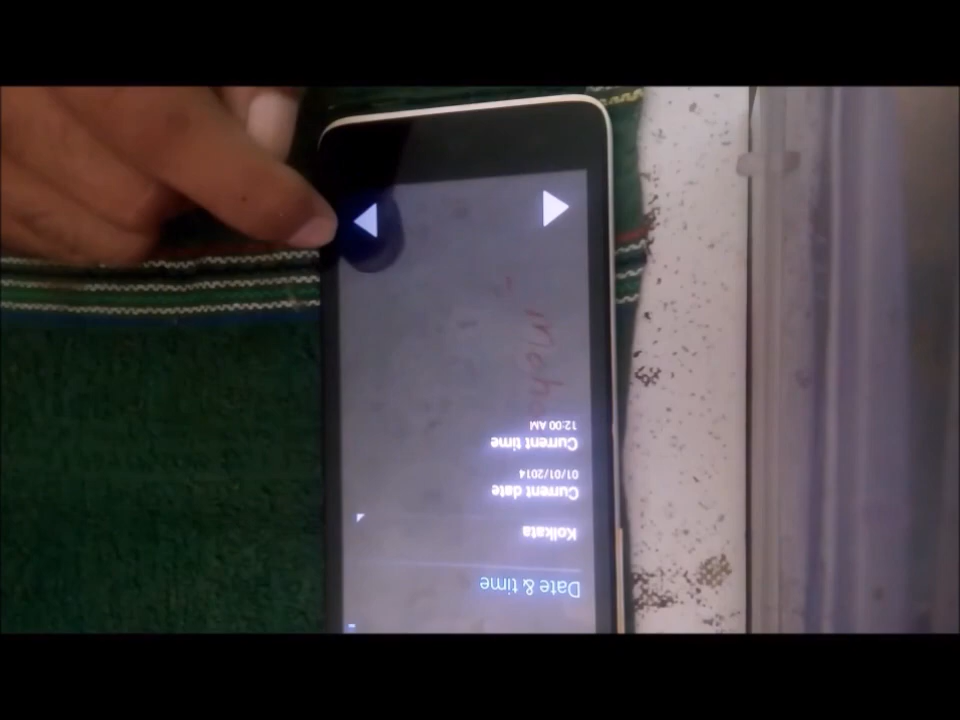 Date & time
Kolkata
Current date
01/01/2014
Current time
12:00 AM